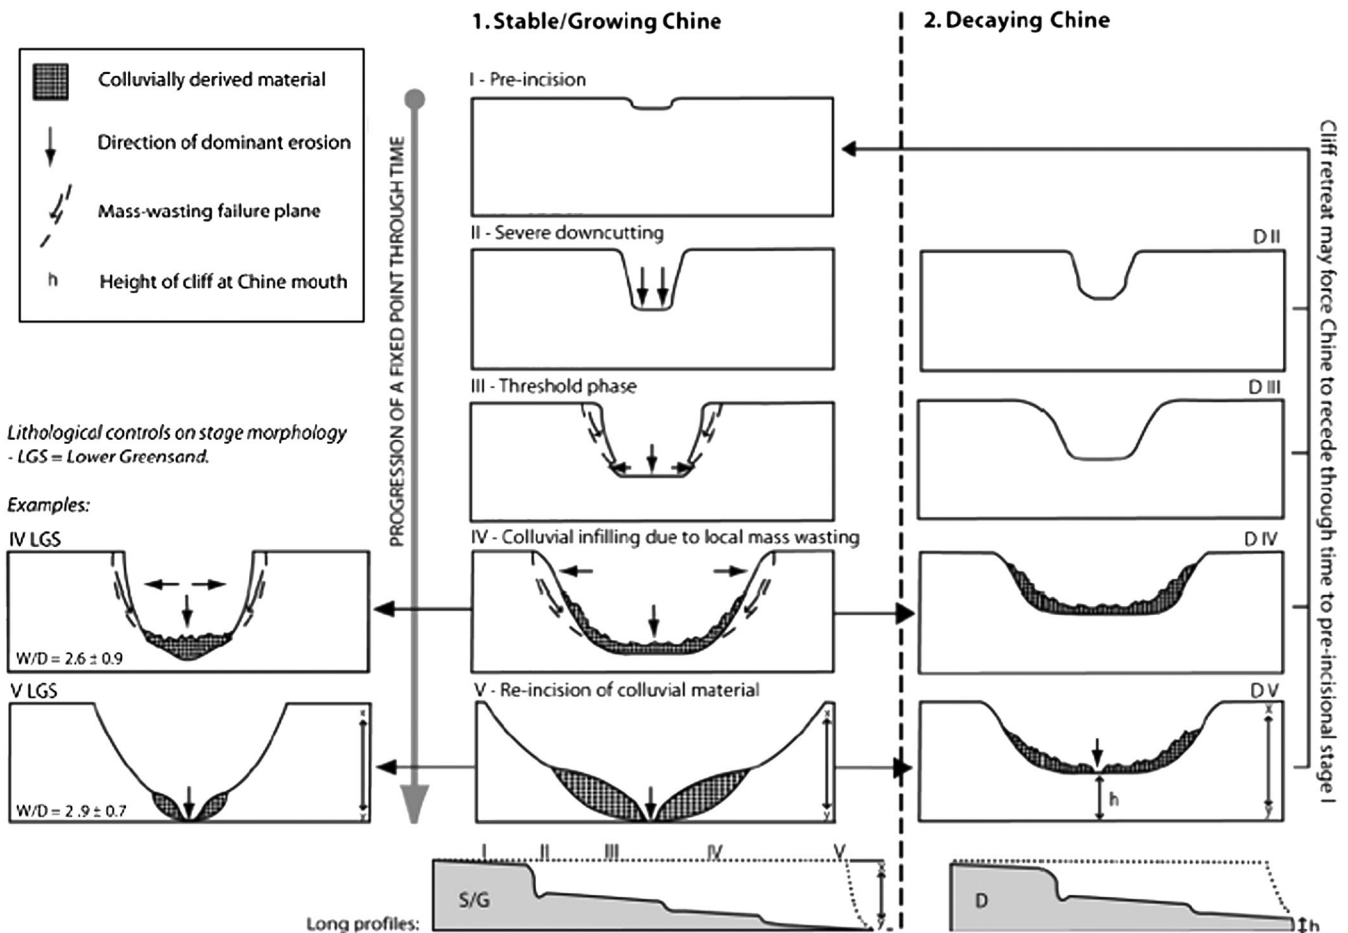 1. Stable/Growing Chine
2. Decaying Chine
Colluvially derived material
Direction of dominant erosion
Mass-wasting failure plane
h Height of cliff at Chine mouth
PROGRESSION OF A FIXED POINT THROUGH TIME
I - Pre-incision
II - Severe downcutting
D II
III - Threshold phase
D III
Lithological controls on stage morphology
- LGS = Lower Greensand.
Examples:
IV LGS
W/D = 2.6 ± 0.9
IV - Colluvial infilling due to local mass wasting
D IV
V LGS
x
y
W/D = 2.9 ± 0.7
V - Re-incision of colluvial material
x
y
D V
x
y
h
Cliff retreat may force Chine to recede through time to pre-incisional stage I
I II III IV V
x
y
S/G
D
h
Long profiles: